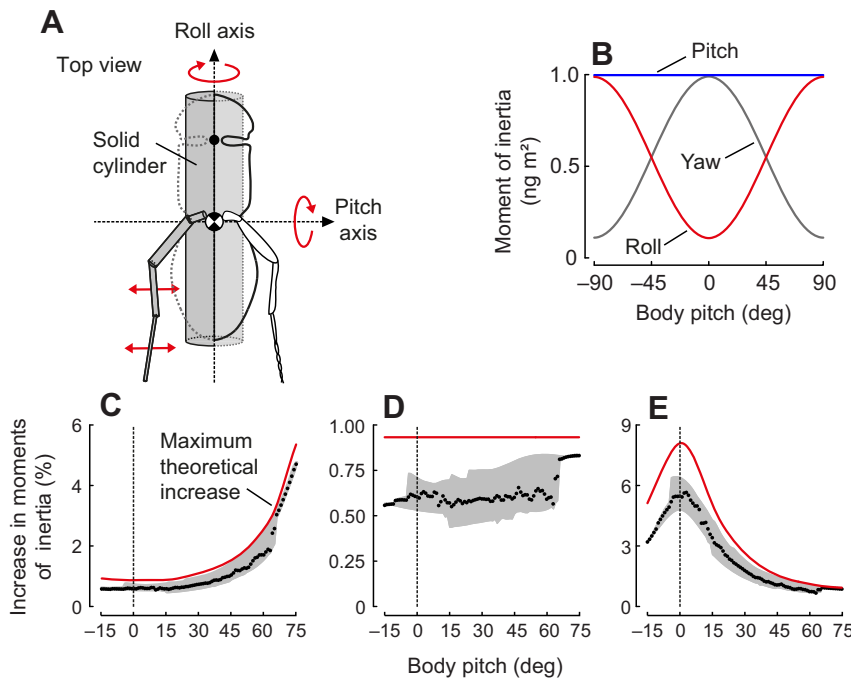 A
Roll axis
Top view
Solid
cylinder
Pitch
axis
B
Pitch
1.0
0.5
0
Moment of inertia
(ng m²)
Yaw
Roll
–90
–45
0
45
90
Body pitch (deg)
C
6
4
2
0
Increase in moments
of inertia (%)
Maximum
theoretical
increase
–15
0
15
30
45
60
75
D
1.00
0.75
0.50
0.25
0
–15
0
15
30
45
60
75
Body pitch (deg)
E
9
6
3
0
–15
0
15
30
45
60
75